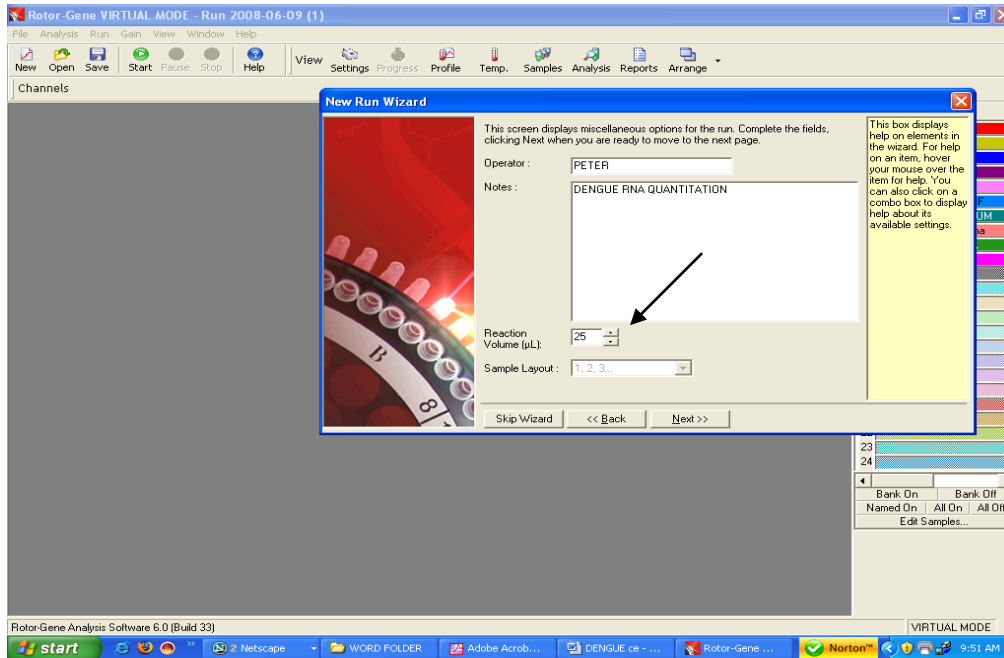 Rotor-Gene VIRTUAL MODE - Run 2008-06-09 (1)
File Analysis Run Gain View Window Help
New Open Save Start Pause Stop Help View Settings Progress Profile Temp. Samples Analysis Reports Arrange
Channels
New Run Wizard
This screen displays miscellaneous options for the run. Complete the fields,
clicking Next when you are ready to move to the next page.
Operator :
PETER
Notes :
DENGUE RNA QUANTITATION
Reaction
Volume (µL):
25
Sample Layout :
1, 2, 3...
Skip Wizard
<< Back
Next >>
This box displays
help on elements in
the wizard. For help
on an item, hover
your mouse over the
item for help. You
can also click on a
combo box to display
help about its
available settings.
B
8
F
UM
23
24
Bank On Bank Off
Named On All On All Off
Edit Samples...
Rotor-Gene Analysis Software 6.0 (Build 33)
VIRTUAL MODE
start
2 Netscape
WORD FOLDER
Adobe Acrob...
DENGUE ce - ...
Rotor-Gene ...
Norton™
9:51 AM